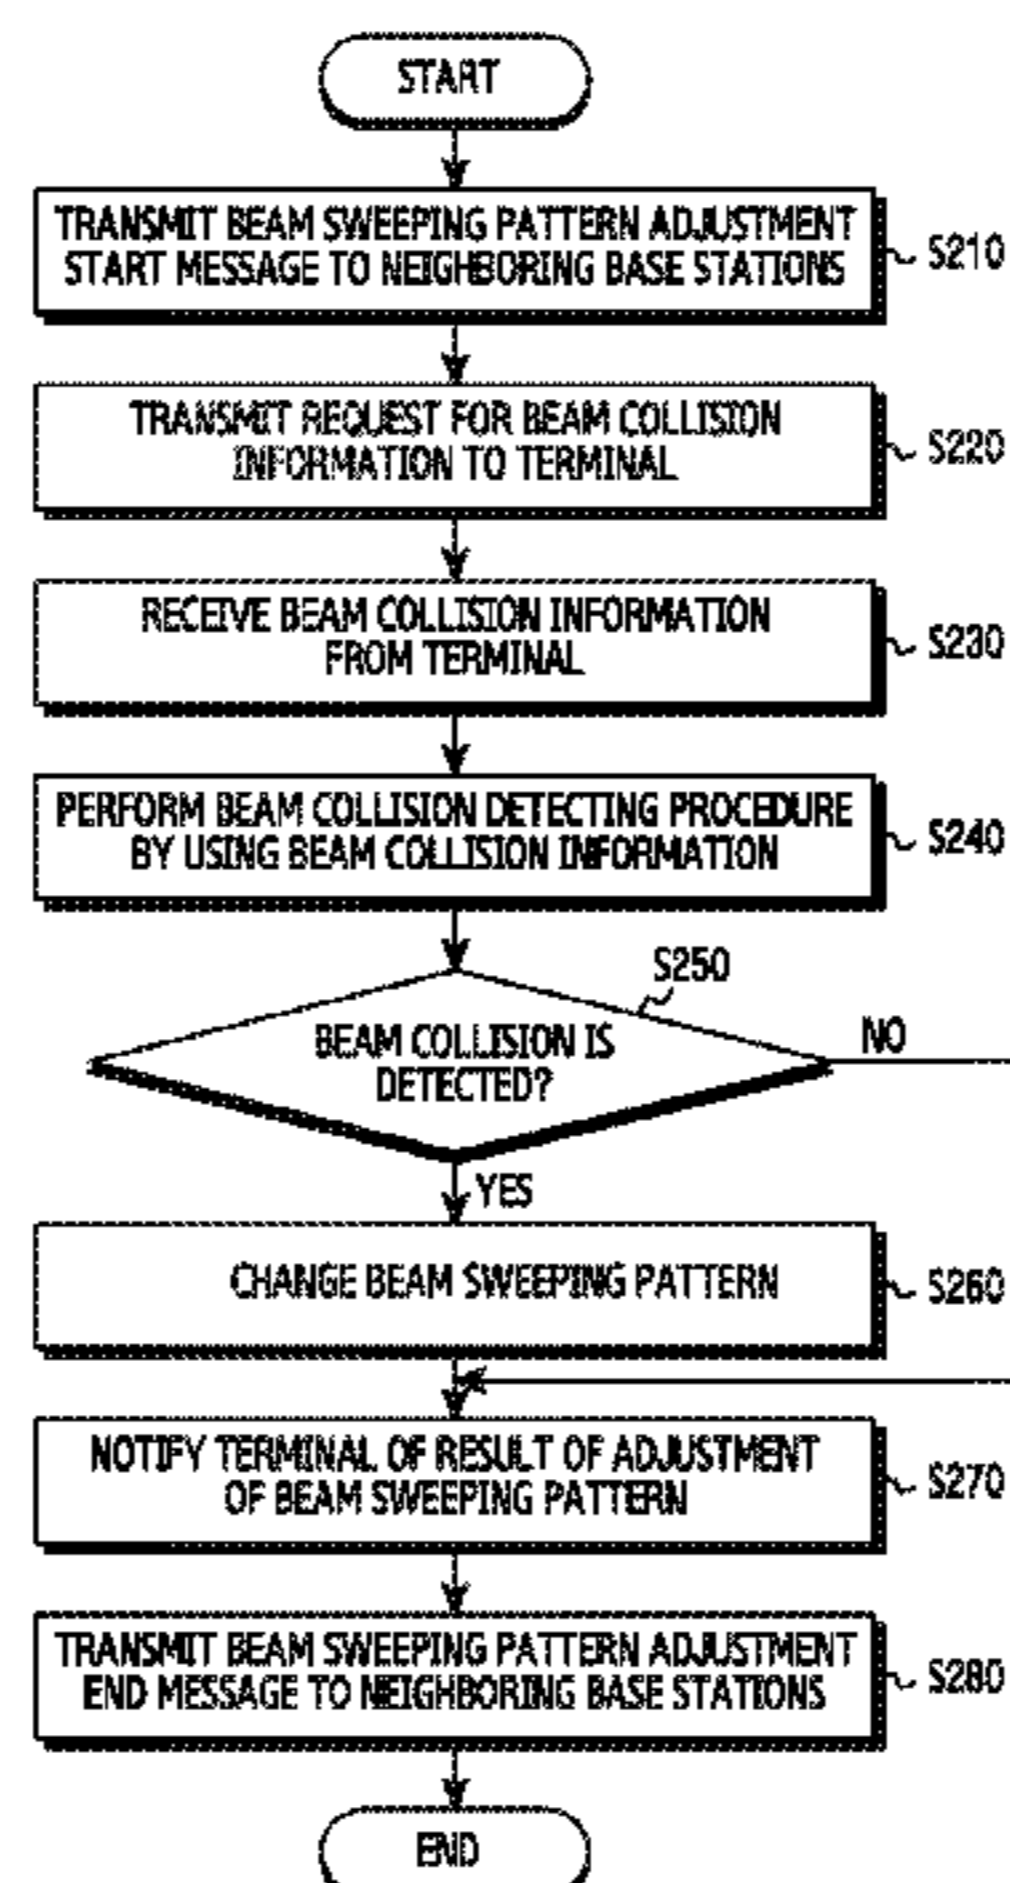 START
TRANSMIT BEAM SWEEPING PATTERN ADJUSTMENT
START MESSAGE TO NEIGHBORING BASE STATIONS
S210
TRANSMIT REQUEST FOR BEAM COLLISION
INFORMATION TO TERMINAL
S220
RECEIVE BEAM COLLISION INFORMATION
FROM TERMINAL
S230
PERFORM BEAM COLLISION DETECTING PROCEDURE
BY USING BEAM COLLISION INFORMATION
S240
S250
BEAM COLLISION IS
DETECTED?
NO
YES
CHANGE BEAM SWEEPING PATTERN
S260
NOTIFY TERMINAL OF RESULT OF ADJUSTMENT
OF BEAM SWEEPING PATTERN
S270
TRANSMIT BEAM SWEEPING PATTERN ADJUSTMENT
END MESSAGE TO NEIGHBORING BASE STATIONS
S280
END